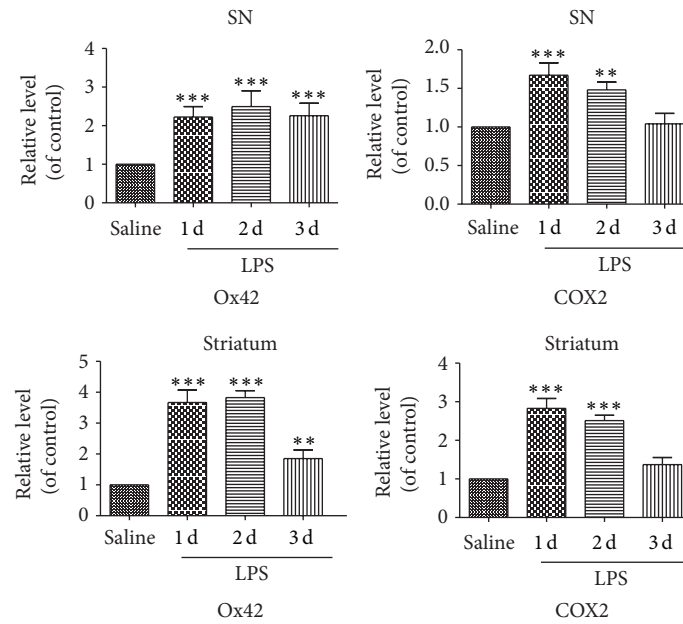 SN
Relative level
(of control)
4
3
2
1
0
***
***
***
Saline
1 d
2 d
3 d
LPS
Ox42
SN
Relative level
(of control)
2.0
1.5
1.0
0.5
0.0
***
**
Saline
1 d
2 d
3 d
LPS
COX2
Striatum
Relative level
(of control)
5
4
3
2
1
0
***
***
**
Saline
1 d
2 d
3 d
LPS
Ox42
Striatum
Relative level
(of control)
4
3
2
1
0
***
***
Saline
1 d
2 d
3 d
LPS
COX2